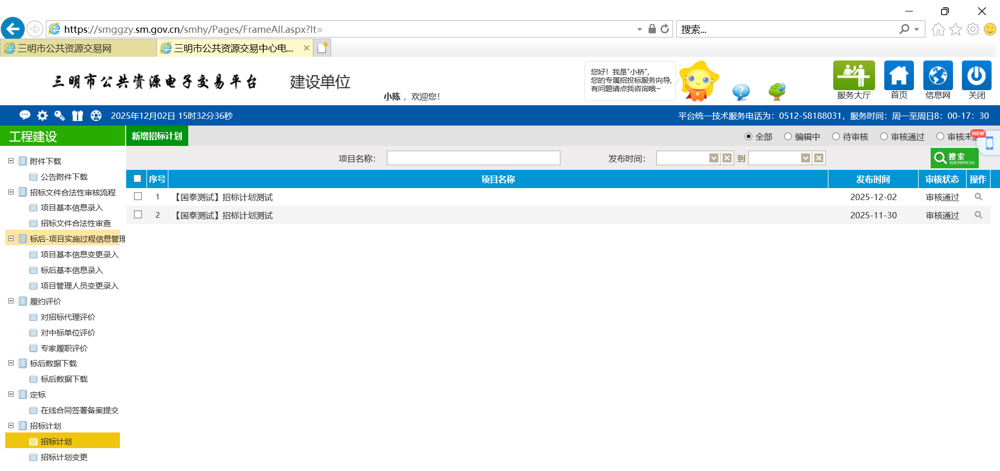 https://smggzy.sm.gov.cn/smhy/Pages/FrameAll.aspx?lt=
搜索...
三明市公共资源交易网
三明市公共资源交易中心电...
三明市公共资源电子交易平台
建设单位
小陈 ，欢迎您！
您好！我是"小桥",
您的专属招投标服务向导,
有问题请点我咨询哦~
服务大厅
首页
信息网
关闭
2025年12月02日 15时32分36秒
平台统一技术服务电话为：0512-58188031，服务时间：周一至周日8：00-17：30
工程建设
新增招标计划
全部
编辑中
待审核
审核通过
审核未
NEW
项目名称：
发布时间：
到
搜索
SEARCH
序号
项目名称
发布时间
审核状态
操作
1
【国泰测试】招标计划测试
2025-12-02
审核通过
2
【国泰测试】招标计划测试
2025-11-30
审核通过
附件下载
公告附件下载
招标文件合法性审核流程
项目基本信息录入
招标文件合法性审查
标后-项目实施过程信息管理
项目基本信息变更录入
标后基本信息录入
项目管理人员变更录入
履约评价
对招标代理评价
对中标单位评价
专家履职评价
标后数据下载
标后数据下载
定标
在线合同签署备案提交
招标计划
招标计划
招标计划变更